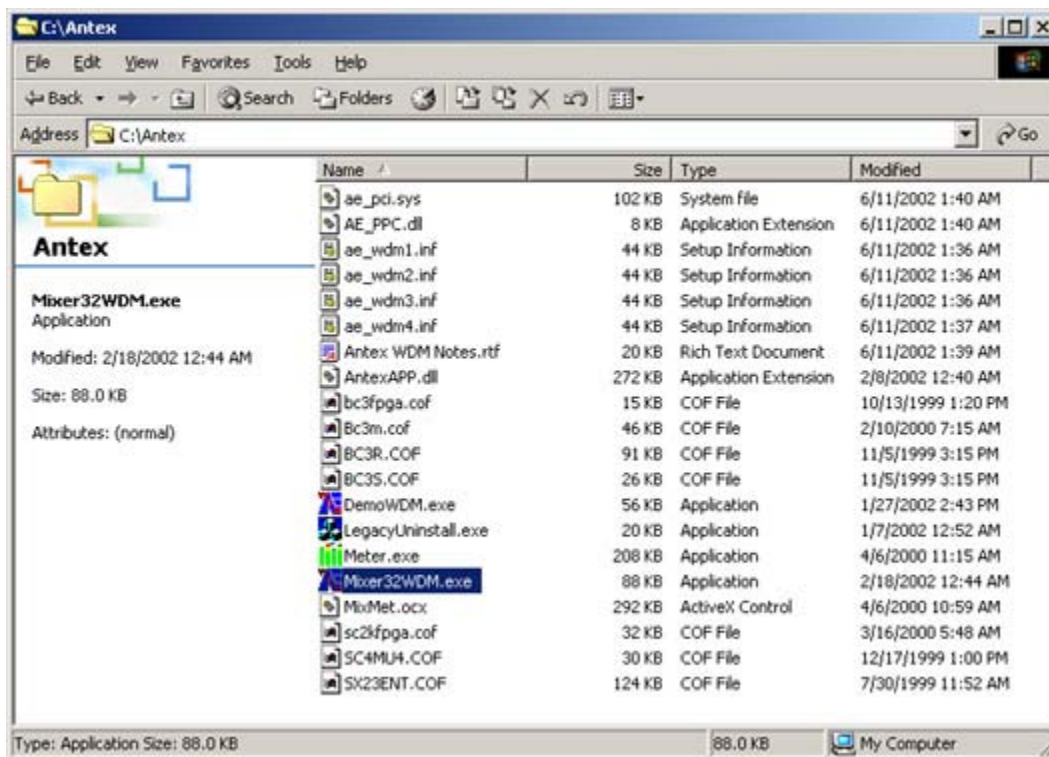 C:\Antex
File Edit View Favorites Tools Help
Back Search Folders
Address C:\Antex Go
Name Size Type Modified
Antex
Mixer32WDM.exe
Application
Modified: 2/18/2002 12:44 AM
Size: 88.0 KB
Attributes: (normal)
ae_pci.sys 102 KB System file 6/11/2002 1:40 AM
AE_PPC.dll 8 KB Application Extension 6/11/2002 1:40 AM
ae_wdm1.inf 44 KB Setup Information 6/11/2002 1:36 AM
ae_wdm2.inf 44 KB Setup Information 6/11/2002 1:36 AM
ae_wdm3.inf 44 KB Setup Information 6/11/2002 1:36 AM
ae_wdm4.inf 44 KB Setup Information 6/11/2002 1:37 AM
Antex WDM Notes.rtf 20 KB Rich Text Document 6/11/2002 1:39 AM
AntexAPP.dll 272 KB Application Extension 2/8/2002 12:40 AM
bc3fpga.cof 15 KB COF File 10/13/1999 1:20 PM
Bc3m.cof 46 KB COF File 2/10/2000 7:15 AM
BC3R.COF 91 KB COF File 11/5/1999 3:15 PM
BC3S.COF 26 KB COF File 11/5/1999 3:15 PM
DemoWDM.exe 56 KB Application 1/27/2002 2:43 PM
LegacyUninstall.exe 20 KB Application 1/7/2002 12:52 AM
Meter.exe 208 KB Application 4/6/2000 11:15 AM
Mixer32WDM.exe 88 KB Application 2/18/2002 12:44 AM
MixMet.ocx 292 KB ActiveX Control 4/6/2000 10:59 AM
sc2kfpga.cof 32 KB COF File 3/16/2000 5:48 AM
SC4MU4.COF 30 KB COF File 12/17/1999 1:00 PM
SX23ENT.COF 124 KB COF File 7/30/1999 11:52 AM
Type: Application Size: 88.0 KB 88.0 KB My Computer